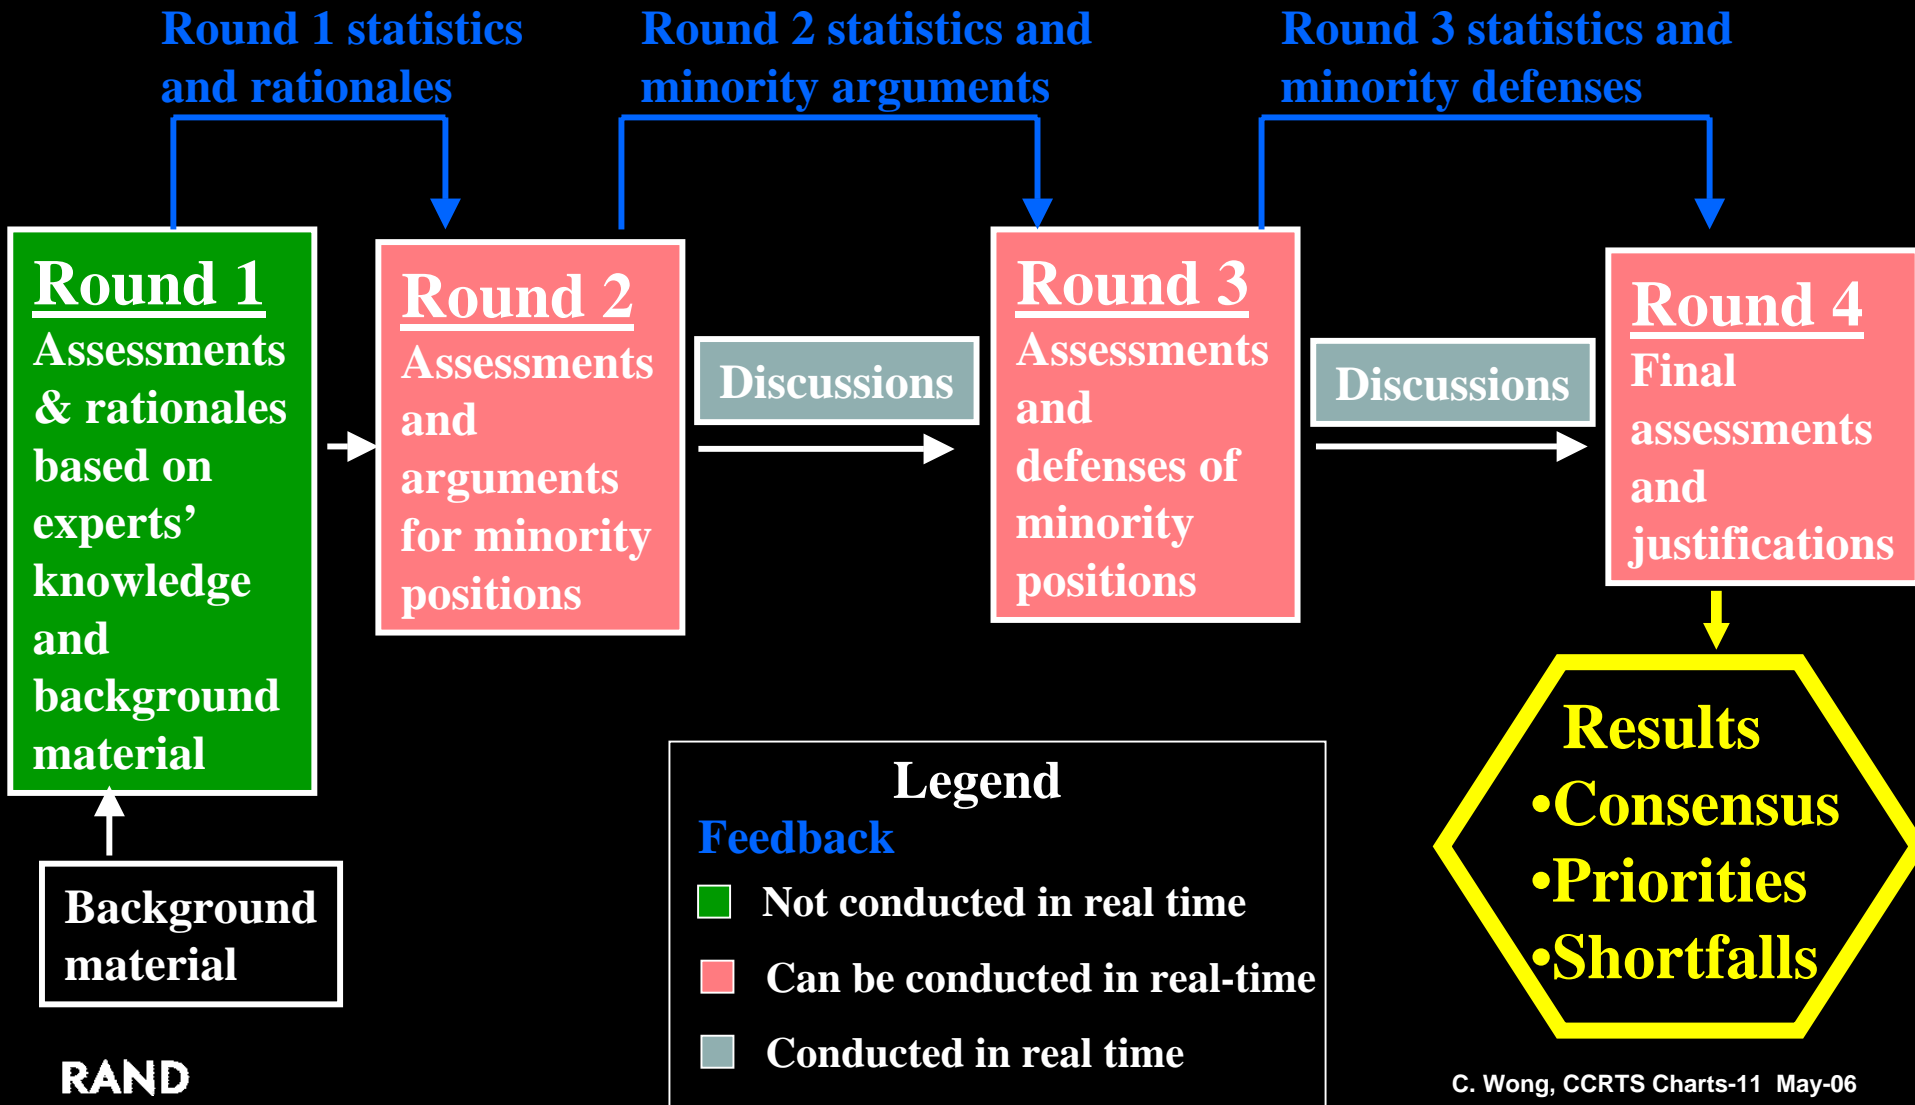 Round 1 statistics
and rationales
Round 2 statistics and
minority arguments
Round 3 statistics and
minority defenses
Round 1
Assessments
& rationales
based on
experts’
knowledge
and
background
material
Round 2
Assessments
and
arguments
for minority
positions
Discussions
Round 3
Assessments
and
defenses of
minority
positions
Discussions
Round 4
Final
assessments
and
justifications
Background
material
Legend
Feedback
Not conducted in real time
Can be conducted in real-time
Conducted in real time
Results
•Consensus
•Priorities
•Shortfalls
RAND
C. Wong, CCRTS Charts-11 May-06